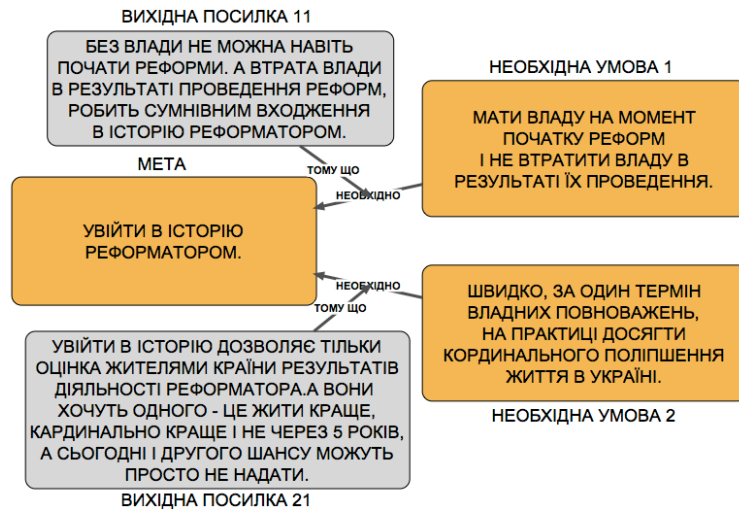 ВИХІДНА ПОСИЛКА 11
БЕЗ ВЛАДИ НЕ МОЖНА НАВІТЬ
ПОЧАТИ РЕФОРМИ. А ВТРАТА ВЛАДИ
В РЕЗУЛЬТАТІ ПРОВЕДЕННЯ РЕФОРМ,
РОБИТЬ СУМНІВНИМ ВХОДЖЕННЯ
В ІСТОРІЮ РЕФОРМАТОРОМ.
НЕОБХІДНА УМОВА 1
МАТИ ВЛАДУ НА МОМЕНТ
ПОЧАТКУ РЕФОРМ
І НЕ ВТРАТИТИ ВЛАДУ В
РЕЗУЛЬТАТІ ЇХ ПРОВЕДЕННЯ.
ТОМУ ЩО
НЕОБХІДНО
МЕТА
УВІЙТИ В ІСТОРІЮ
РЕФОРМАТОРОМ.
НЕОБХІДНО
ТОМУ ЩО
ШВИДКО, ЗА ОДИН ТЕРМІН
ВЛАДНИХ ПОВНОВАЖЕНЬ,
НА ПРАКТИЦІ ДОСЯГТИ
КОРДИНАЛЬНОГО ПОЛІПШЕННЯ
ЖИТТЯ В УКРАЇНІ.
НЕОБХІДНА УМОВА 2
УВІЙТИ В ІСТОРІЮ ДОЗВОЛЯЄ ТІЛЬКИ
ОЦІНКА ЖИТЕЛЯМИ КРАЇНИ РЕЗУЛЬТАТІВ
ДІЯЛЬНОСТІ РЕФОРМАТОРА.А ВОНИ
ХОЧУТЬ ОДНОГО - ЦЕ ЖИТИ КРАЩЕ,
КАРДИНАЛЬНО КРАЩЕ І НЕ ЧЕРЕЗ 5 РОКІВ,
А СЬОГОДНІ І ДРУГОГО ШАНСУ МОЖУТЬ
ПРОСТО НЕ НАДАТИ.
ВИХІДНА ПОСИЛКА 21